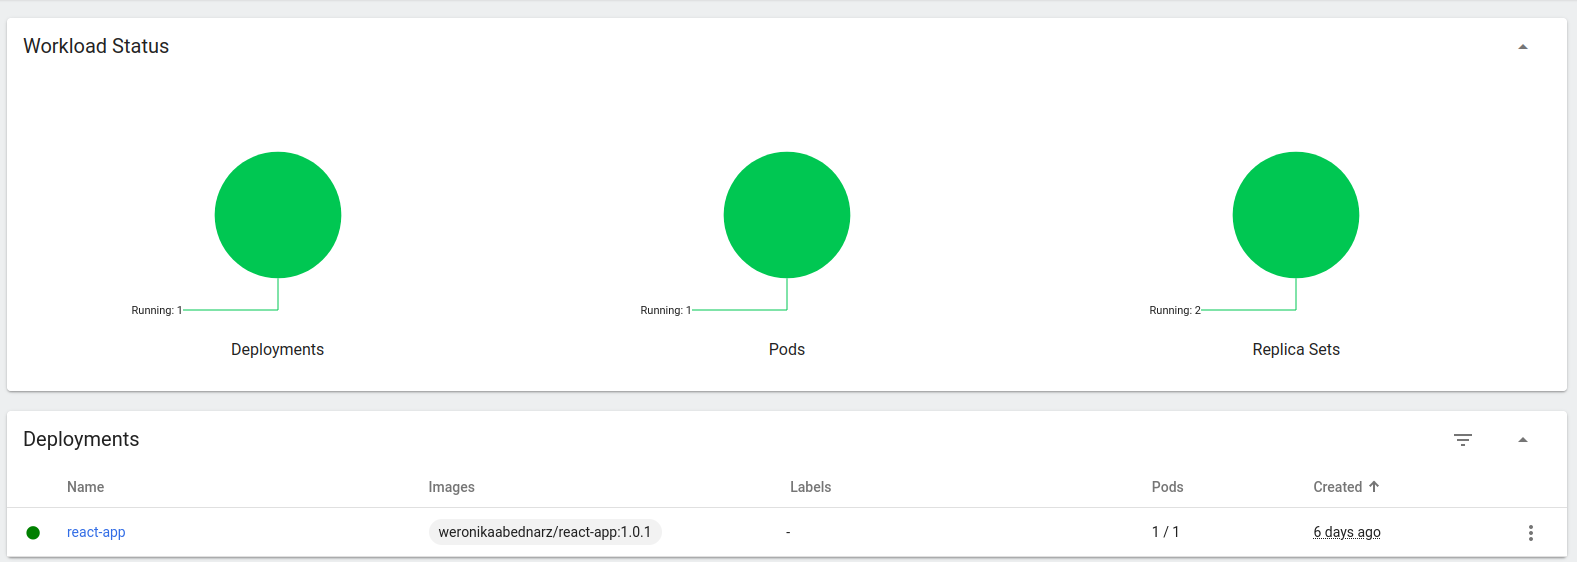 Workload Status
Running: 1
Running: 1
Running: 2
Deployments
Pods
Replica Sets
Deployments
Name Images Labels Pods Created
react-app weronikaabednarz/react-app:1.0.1 - 1 / 1 6 days ago